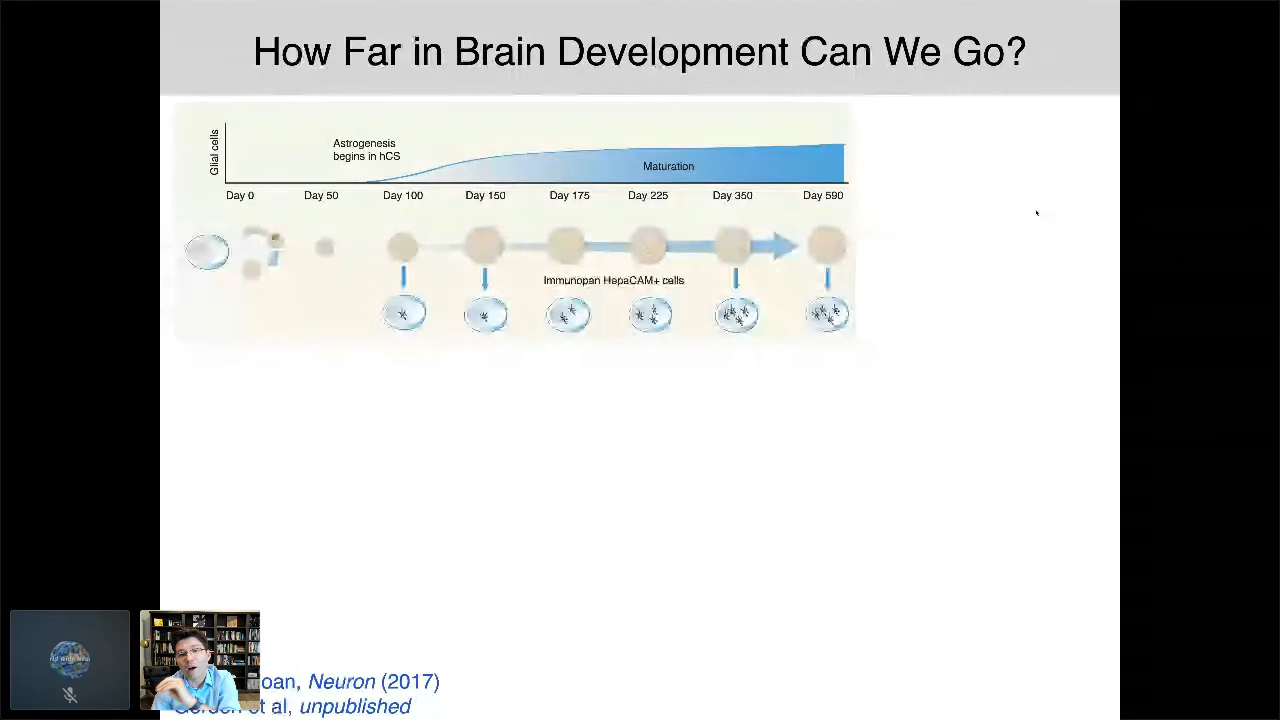 How Far in Brain Development Can We Go?
Glial cells
Astrogenesis
begins in hCS
Maturation
Day 0 Day 50 Day 100 Day 150 Day 175 Day 225 Day 350 Day 590
Immunopan HepaCAM+ cells
oan, Neuron (2017)
et al, unpublished